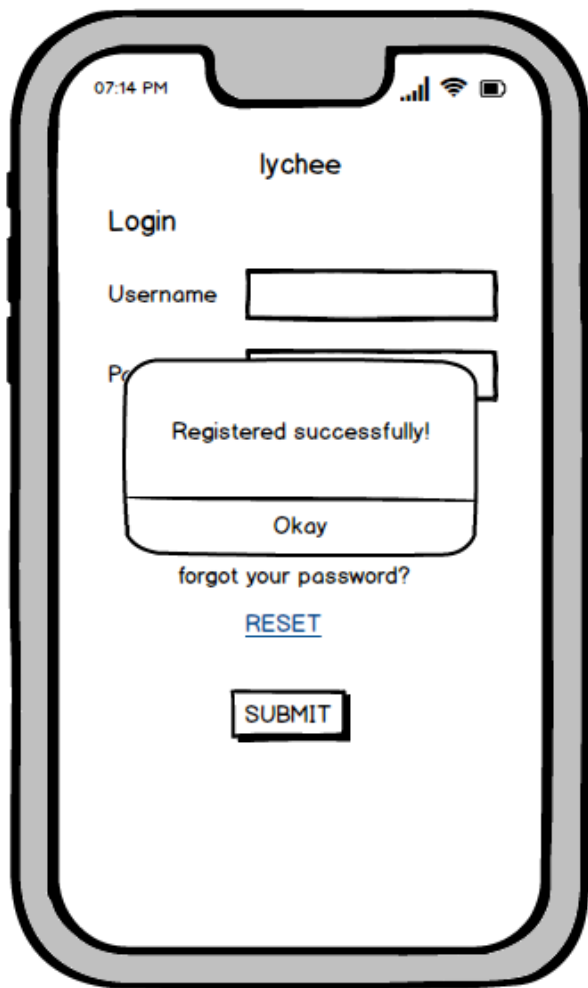 07:14 PM
lychee
Login
Username
Registered successfully!
Okay
forgot your password?
RESET
SUBMIT